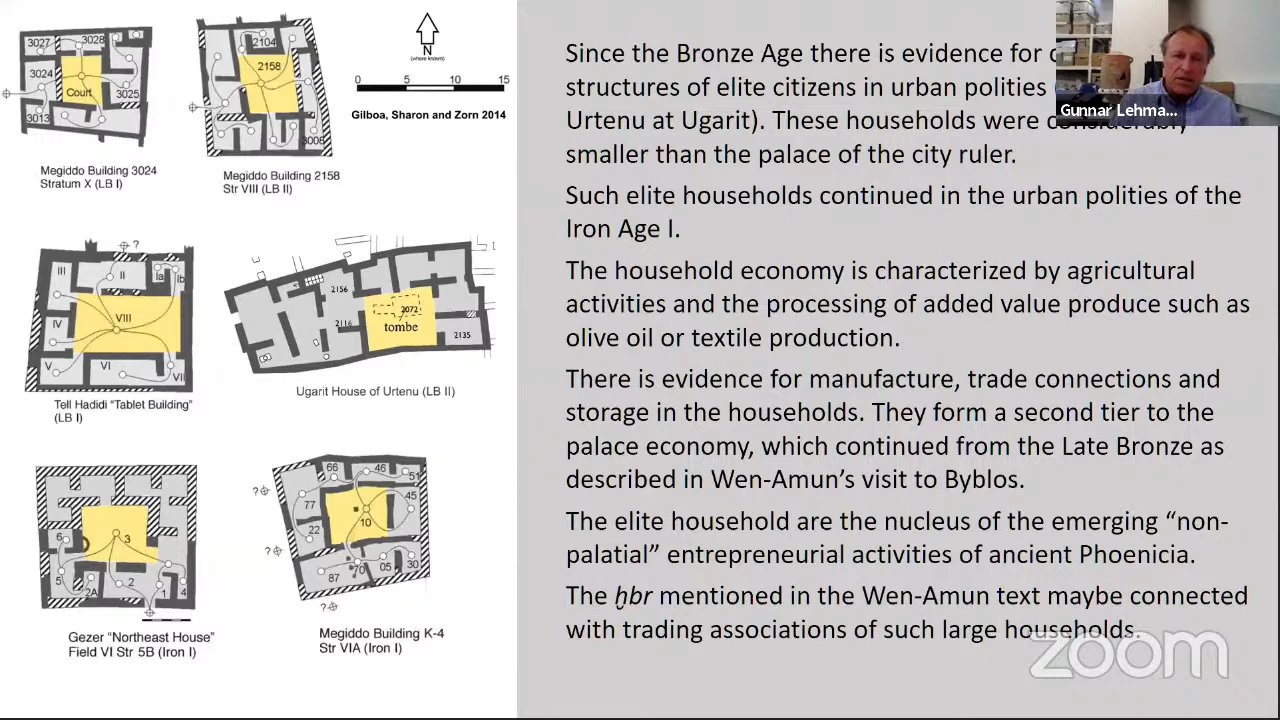 3027
3028
3024
Court
3025
3013
Megiddo Building 3024
Stratum X (LB I)
2104
2158
3008
Megiddo Building 2158
Str VIII (LB II)
N
(where known)
0 5 10 15
Gilboa, Sharon and Zorn 2014
?
III
II
Ia
Ib
VIII
IV
V
VI
VII
Tell Hadidi "Tablet Building"
(LB I)
2156
2072
2116
tombe
2135
Ugarit House of Urtenu (LB II)
6
3
5
2A
2
1
4
Gezer "Northeast House"
Field VI Str 5B (Iron I)
66
46
51
?
77
45
10
22
?
87
70
05
30
?
Megiddo Building K-4
Str VIA (Iron I)
Since the Bronze Age there is evidence for
structures of elite citizens in urban polities
Urtenu at Ugarit). These households were considerably
smaller than the palace of the city ruler.
Such elite households continued in the urban polities of the
Iron Age I.
The household economy is characterized by agricultural
activities and the processing of added value produce such as
olive oil or textile production.
There is evidence for manufacture, trade connections and
storage in the households. They form a second tier to the
palace economy, which continued from the Late Bronze as
described in Wen-Amun’s visit to Byblos.
The elite household are the nucleus of the emerging “non-
palatial” entrepreneurial activities of ancient Phoenicia.
The ḫbr mentioned in the Wen-Amun text maybe connected
with trading associations of such large households.
Gunnar Lehma...
zoom